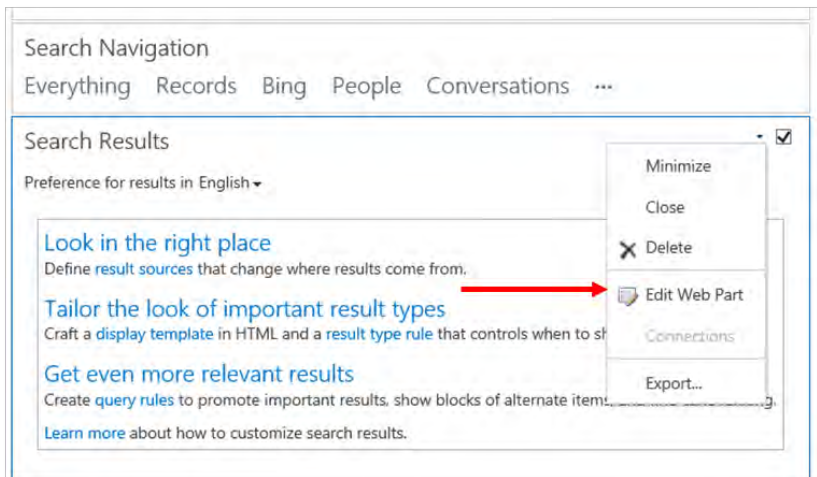 Search Navigation
Everything Records Bing People Conversations ...
Search Results
Preference for results in English
Minimize
Close
Delete
Edit Web Part
Connections
Export...
Look in the right place
Define result sources that change where results come from.
Tailor the look of important result types
Craft a display template in HTML and a result type rule that controls when to
Get even more relevant results
Create query rules to promote important results, show blocks of alternate
Learn more about how to customize search results.